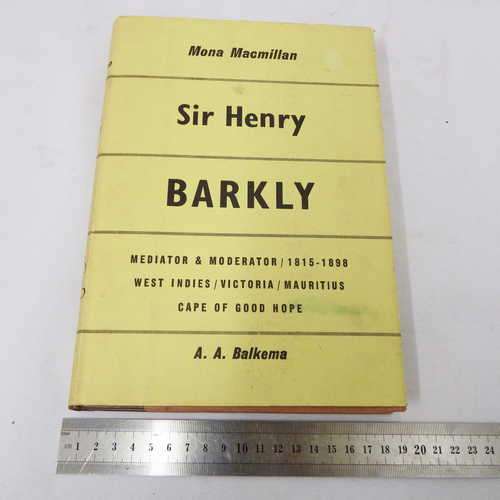 Mona Macmillan
Sir Henry
BARKLY
MEDIATOR & MODERATOR / 1815-1898
WEST INDIES / VICTORIA / MAURITIUS
CAPE OF GOOD HOPE
A. A. Balkema
cm 1 2 3 4 5 6 7 8 9 10 11 12 13 14 15 16 17 18 19 20 21 22 23 24